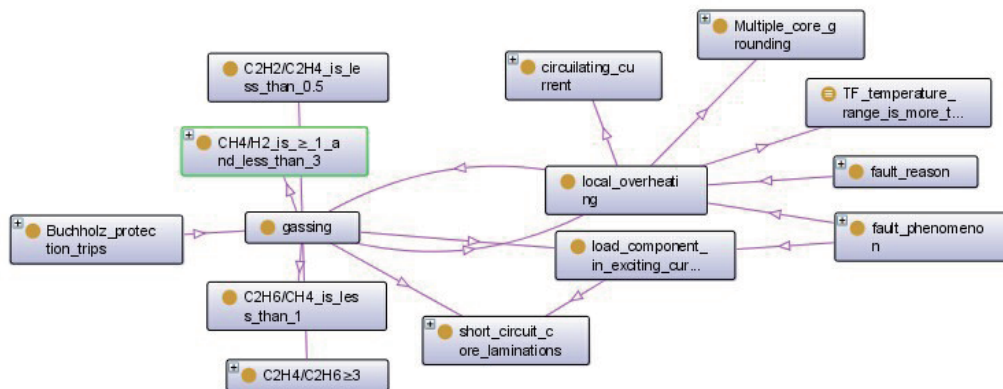 Multiple_core_g
rounding
C2H2/C2H4_is_le
ss_than_0.5
circuilating_cu
rrent
TF_temperature_
range_is_more_t...
CH4/H2_is_≥_1_a
nd_less_than_3
local_overheati
ng
fault_reason
Buchholz_protec
tion_trips
gassing
fault_phenomeno
n
load_component_
in_exciting_cur...
C2H6/CH4_is_les
s_than_1
short_circuit_c
ore_laminations
C2H4/C2H6≥3